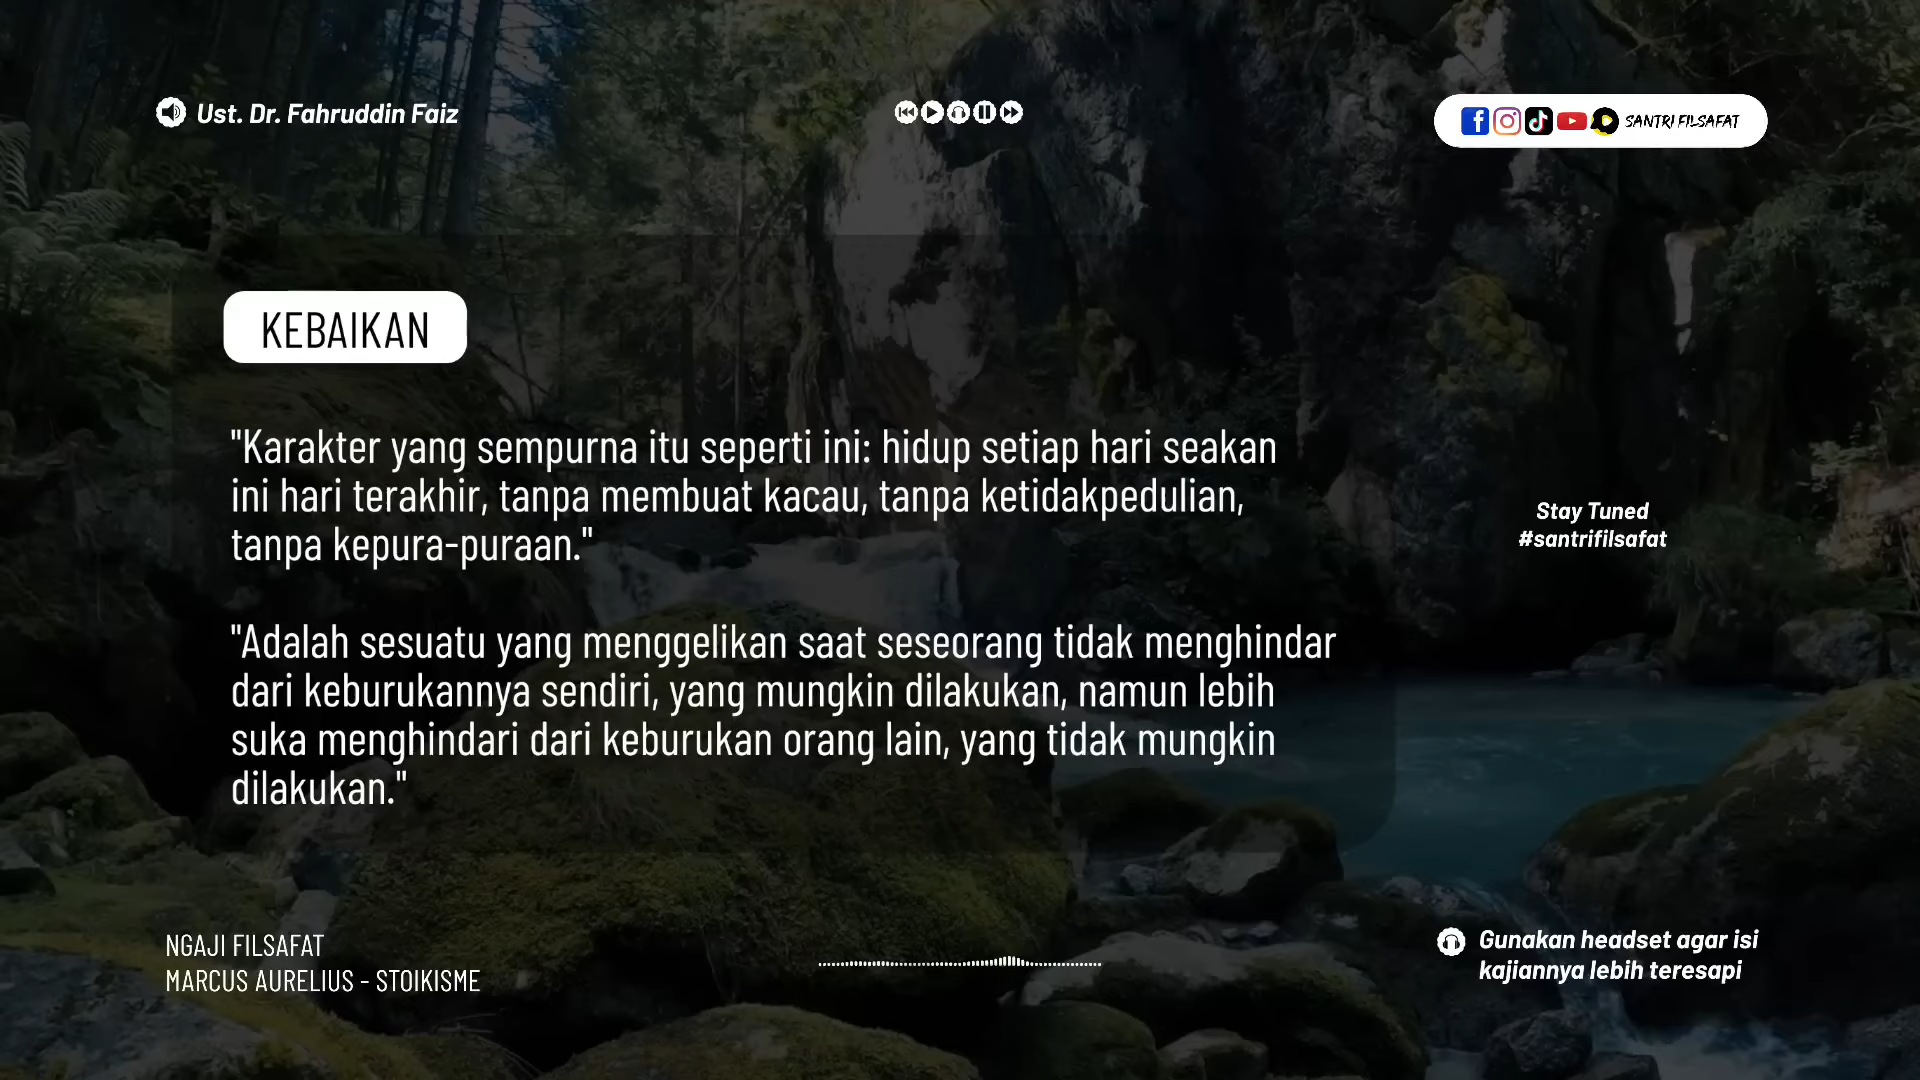 Ust. Dr. Fahruddin Faiz
SANTRI FILSAFAT
KEBAIKAN
"Karakter yang sempurna itu seperti ini: hidup setiap hari seakan
ini hari terakhir, tanpa membuat kacau, tanpa ketidakpedulian,
tanpa kepura-puraan."
"Adalah sesuatu yang menggelikan saat seseorang tidak menghindar
dari keburukannya sendiri, yang mungkin dilakukan, namun lebih
suka menghindari dari keburukan orang lain, yang tidak mungkin
dilakukan."
Stay Tuned
#santrifilsafat
NGAJI FILSAFAT
MARCUS AURELIUS - STOIKISME
Gunakan headset agar isi
kajiannya lebih teresapi